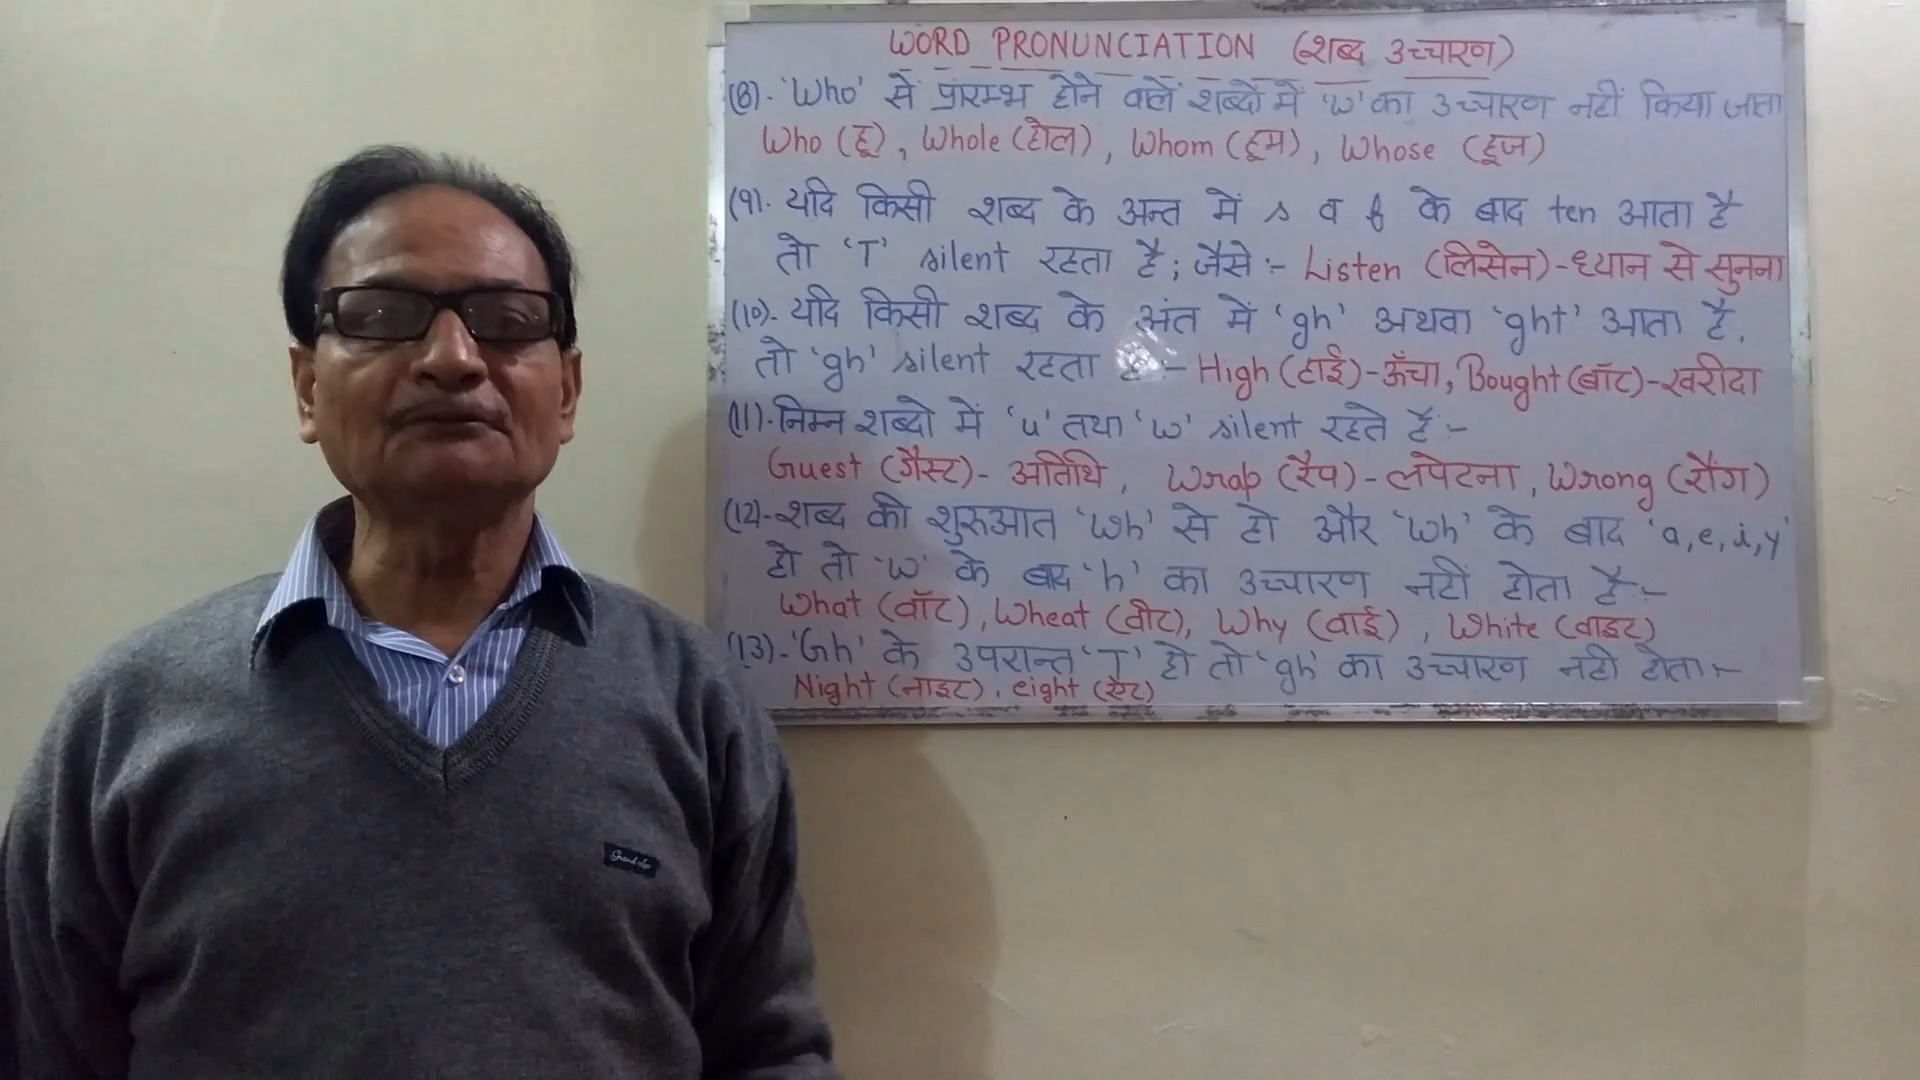 WORD PRONUNCIATION (शब्द उच्चारण)
(8)- 'Who' से प्रारम्भ होने वाले शब्दों में 'w' का उच्चारण नहीं किया जाता
Who (हू), Whole (होल), Whom (हूम), Whose (हूज)
(9)- यदि किसी शब्द के अन्त में s व f के बाद ten आता है
तो 'T' silent रहता है; जैसे:- Listen (लिसेन)-ध्यान से सुनना
(10)- यदि किसी शब्द के अंत में 'gh' अथवा 'ght' आता है,
तो 'gh' silent रहता है:- High (हाई)-ऊँचा, Bought (बॉट)-खरीदा
(11)-निम्न शब्दो में 'u' तथा 'w' silent रहते हैं:-
Guest (गैस्ट)- अतिथि, Wrap (रैप)-लपेटना, Wrong (रौंग)
(12)-शब्द की शुरुआत 'Wh' से हो और 'Wh' के बाद 'a, e, i, y'
हो तो 'w' के बाद 'h' का उच्चारण नहीं होता है:-
What (वॉट), Wheat (वीट), Why (वाई), White (वाइट)
(13)-'Gh' के उपरान्त 'T' हो तो 'gh' का उच्चारण नही होता:-
Night (नाइट), eight (ऐट)